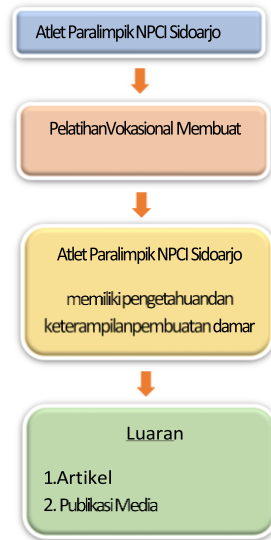 Atlet Paralimpik NPCI Sidoarjo
PelatihanVokasional Membuat
Atlet Paralimpik NPCI Sidoarjo
memiliki pengetahuandan
keterampilanpembuatan damar
Luaran
1.Artikel
2. Publikasi Media